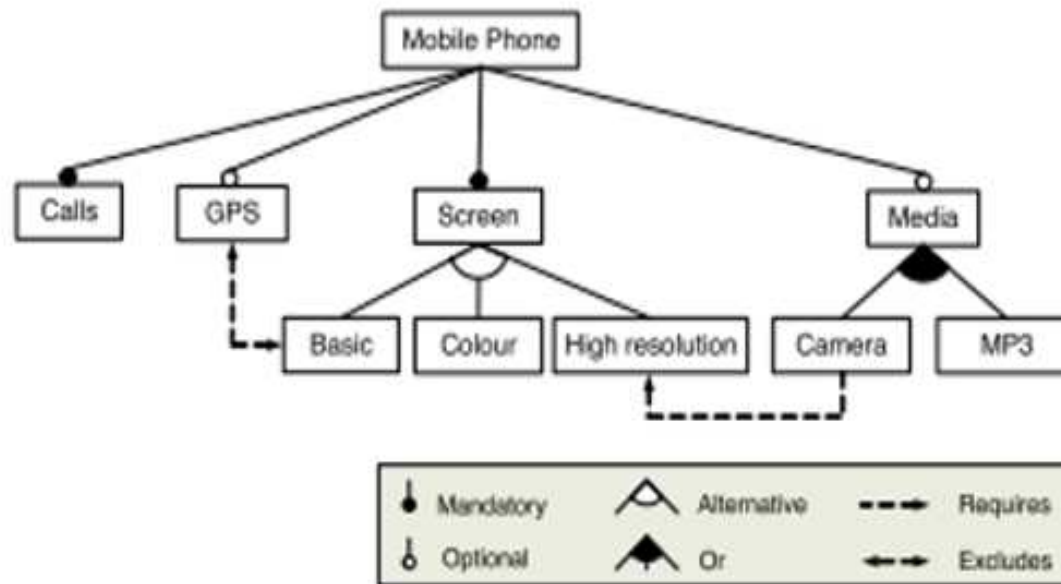 Mobile Phone
Calls GPS Screen Media
Basic Colour High resolution Camera MP3
Mandatory Alternative Requires
Optional Or Excludes